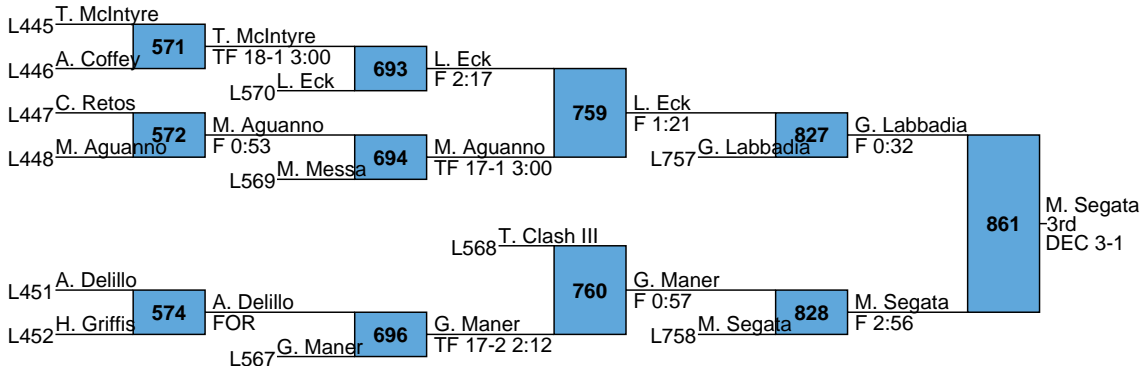 T. McIntyre
L445
571
T. McIntyre
TF 18-1 3:00
A. Coffey
L446
693
L. Eck
F 2:17
L. Eck
L570
C. Retos
L447
759
L. Eck
F 1:21
572
M. Aguanno
F 0:53
827
G. Labbadia
F 0:32
M. Aguanno
L448
694
M. Aguanno
TF 17-1 3:00
G. Labbadia
L757
M. Messa
L569
861
M. Segata
3rd
DEC 3-1
T. Clash III
L568
A. Delillo
L451
760
G. Maner
F 0:57
574
A. Delillo
FOR
828
M. Segata
F 2:56
H. Griffis
L452
696
G. Maner
TF 17-2 2:12
M. Segata
L758
G. Maner
L567